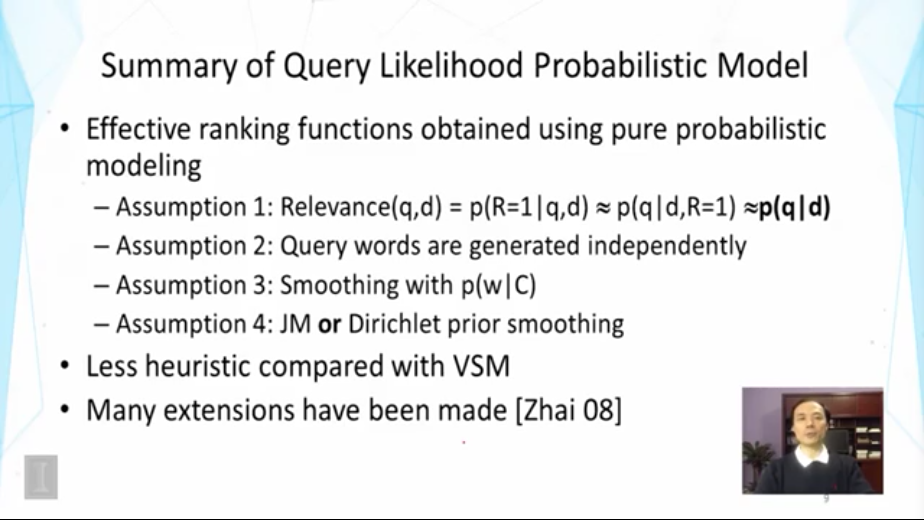 Summary of Query Likelihood Probabilistic Model
• Effective ranking functions obtained using pure probabilistic
modeling
– Assumption 1: Relevance(q,d) = p(R=1|q,d) ≈ p(q|d,R=1) ≈p(q|d)
– Assumption 2: Query words are generated independently
– Assumption 3: Smoothing with p(w|C)
– Assumption 4: JM or Dirichlet prior smoothing
• Less heuristic compared with VSM
• Many extensions have been made [Zhai 08]
I
9